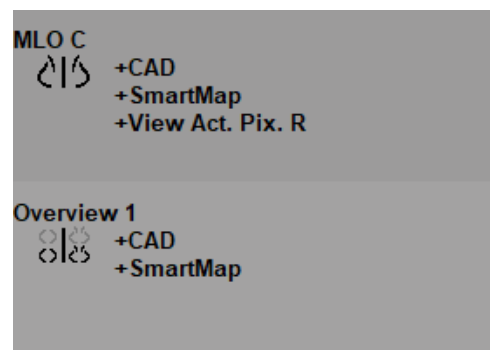 MLO C
+CAD
+SmartMap
+View Act. Pix. R
Overview 1
+CAD
+SmartMap